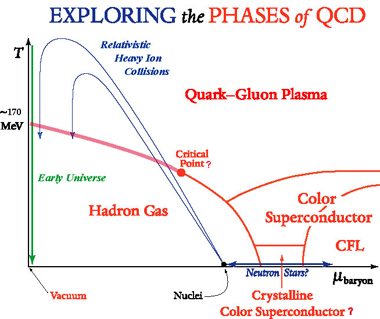 EXPLORING the PHASES of QCD
T
Relativistic
Heavy Ion
Collisions
Quark–Gluon Plasma
~170
MeV
Critical
Point ?
Early Universe
Hadron Gas
Color
Superconductor
CFL
Neutron Stars?
μbaryon
Vacuum
Nuclei
Crystalline
Color Superconductor ?